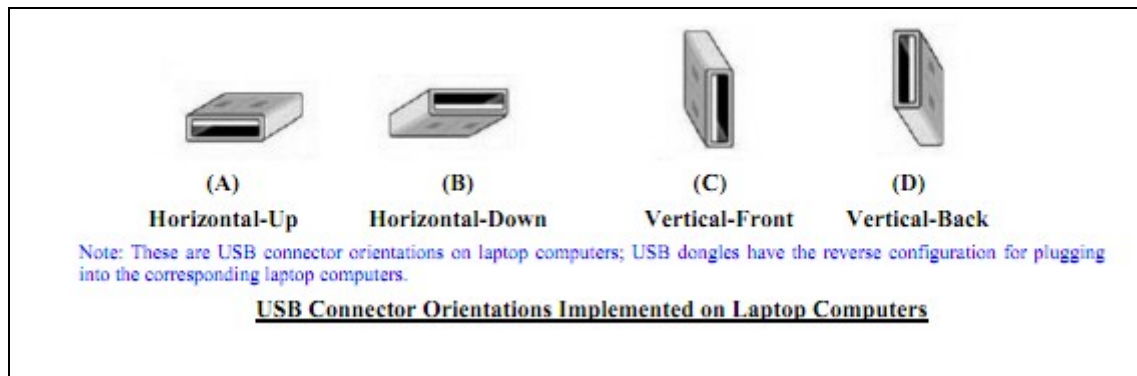 (A) (B) (C) (D)
Horizontal-Up Horizontal-Down Vertical-Front Vertical-Back
Note: These are USB connector orientations on laptop computers; USB dongles have the reverse configuration for plugging
into the corresponding laptop computers.
USB Connector Orientations Implemented on Laptop Computers